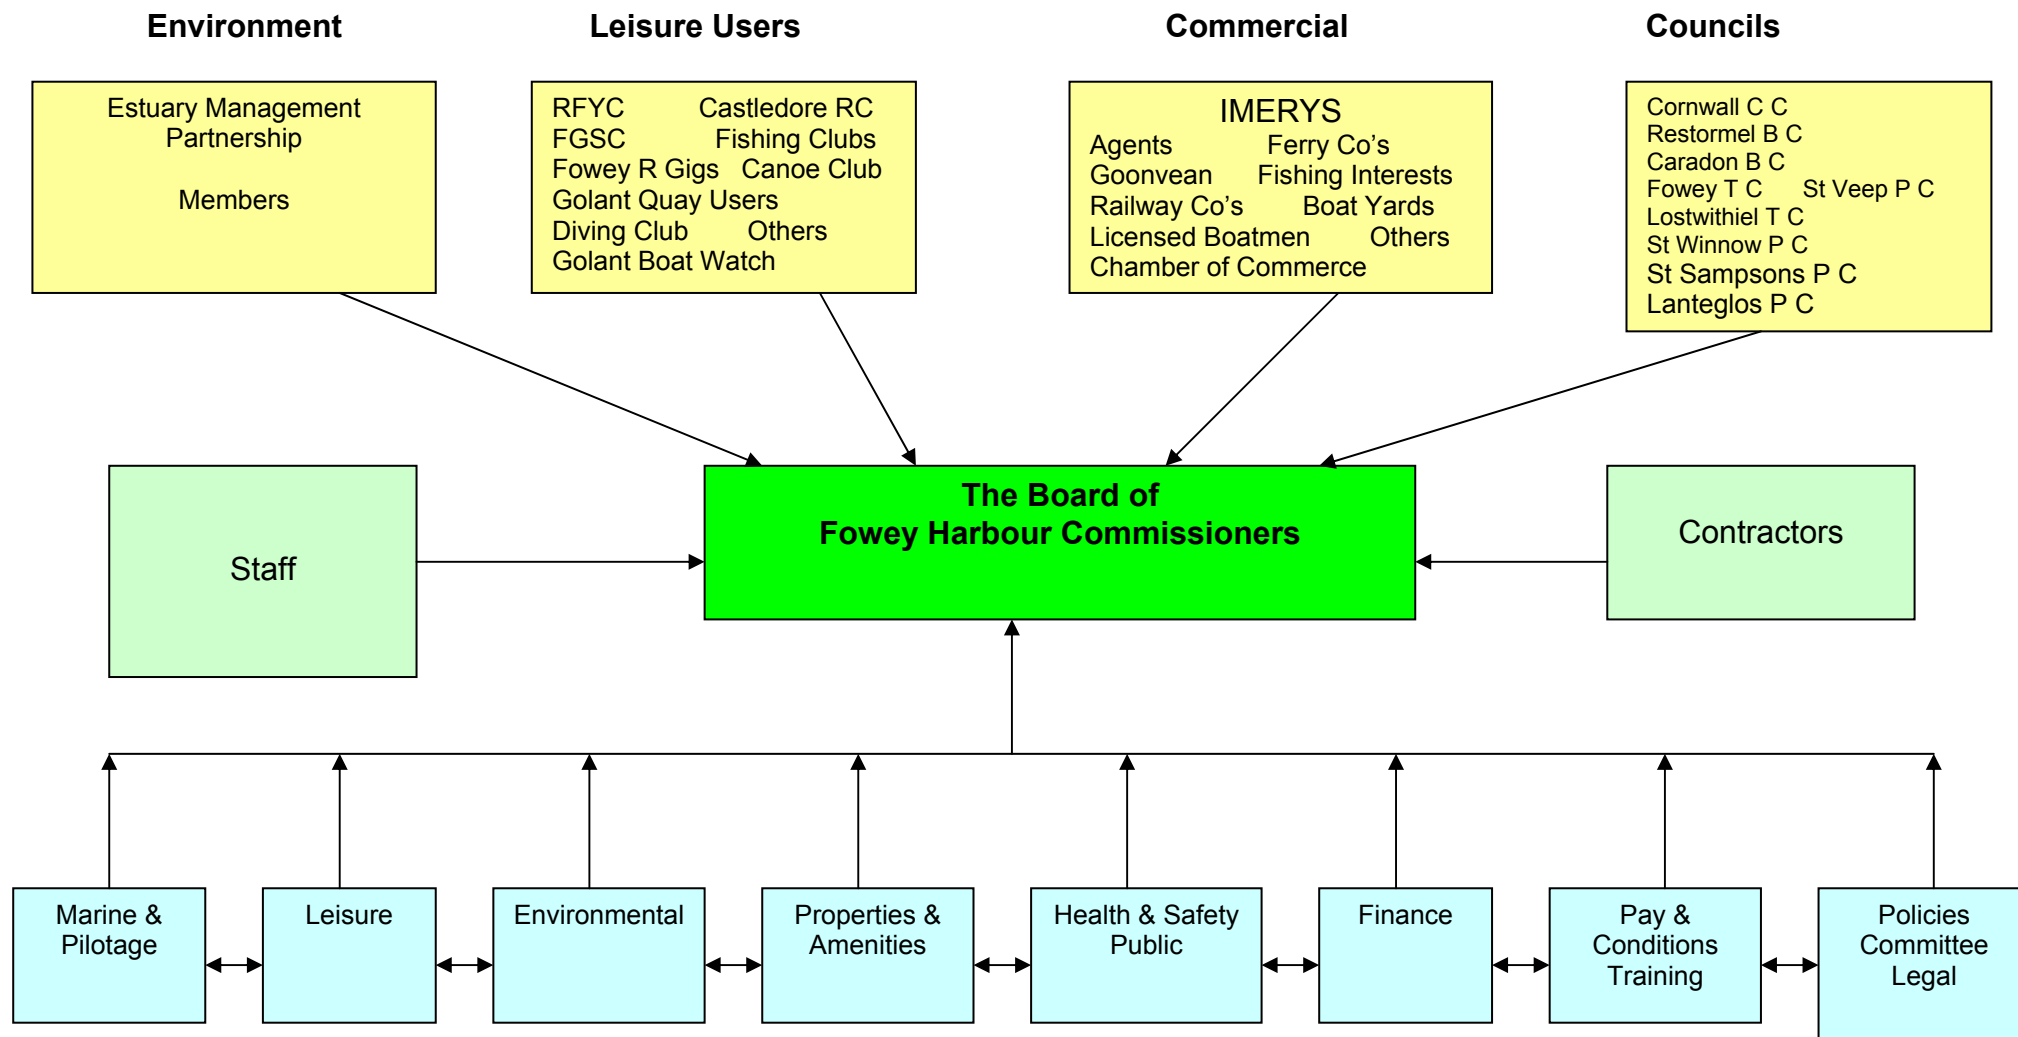 Environment
Leisure Users
Commercial
Councils
Estuary Management
Partnership
Members
RFYC Castledore RC
FGSC Fishing Clubs
Fowey R Gigs Canoe Club
Golant Quay Users
Diving Club Others
Golant Boat Watch
IMERYS
Agents Ferry Co's
Goonvean Fishing Interests
Railway Co's Boat Yards
Licensed Boatmen Others
Chamber of Commerce
Cornwall C C
Restormel B C
Caradon B C
Fowey T C St Veep P C
Lostwithiel T C
St Winnow P C
St Sampsons P C
Lanteglos P C
Staff
The Board of
Fowey Harbour Commissioners
Contractors
Marine &
Pilotage
Leisure
Environmental
Properties &
Amenities
Health & Safety
Public
Finance
Pay &
Conditions
Training
Policies
Committee
Legal